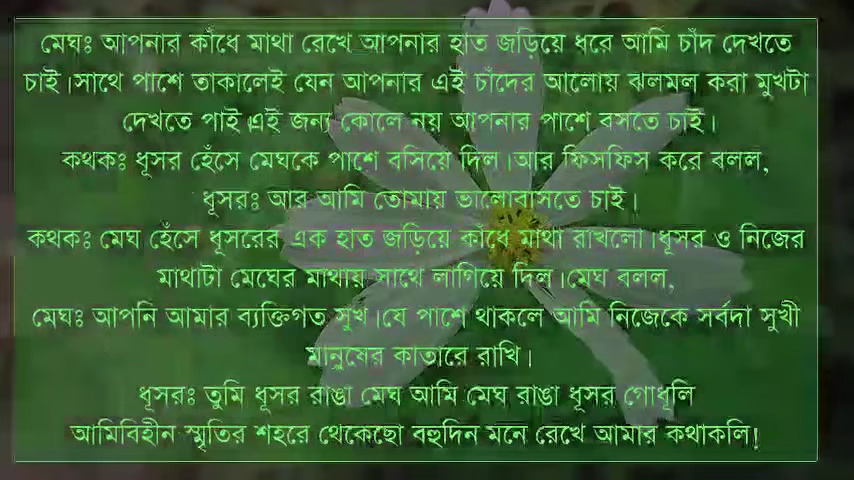 মেঘঃ আপনার কাঁধে মাথা রেখে আপনার হাত জড়িয়ে ধরে আমি চাঁদ দেখতে
চাই।সাথে পাশে তাকালেই যেন আপনার এই চাঁদের আলোয় ঝলমল করা মুখটা
দেখতে পাই এই জন্য কোলে নয় আপনার পাশে বসতে চাই।
কথকঃ ধূসর হেঁসে মেঘকে পাশে বসিয়ে দিল।আর ফিসফিস করে বলল,
ধূসরঃ আর আমি তোমায় ভালোবাসতে চাই।
কথকঃ মেঘ হেঁসে ধূসরের এক হাত জড়িয়ে কাঁধে মাথা রাখলো।ধূসর ও নিজের
মাথাটা মেঘের মাথায় সাথে লাগিয়ে দিল।মেঘ বলল,
মেঘঃ আপনি আমার ব্যক্তিগত সুখ।যে পাশে থাকলে আমি নিজেকে সর্বদা সুখী
মানুষের কাতারে রাখি।
ধূসরঃ তুমি ধূসর রাঙা মেঘ আমি মেঘ রাঙা ধূসর গোধূলি
আমিবিহীন স্মৃতির শহরে থেকেছো বহুদিন মনে রেখে আমার কথাকলি!